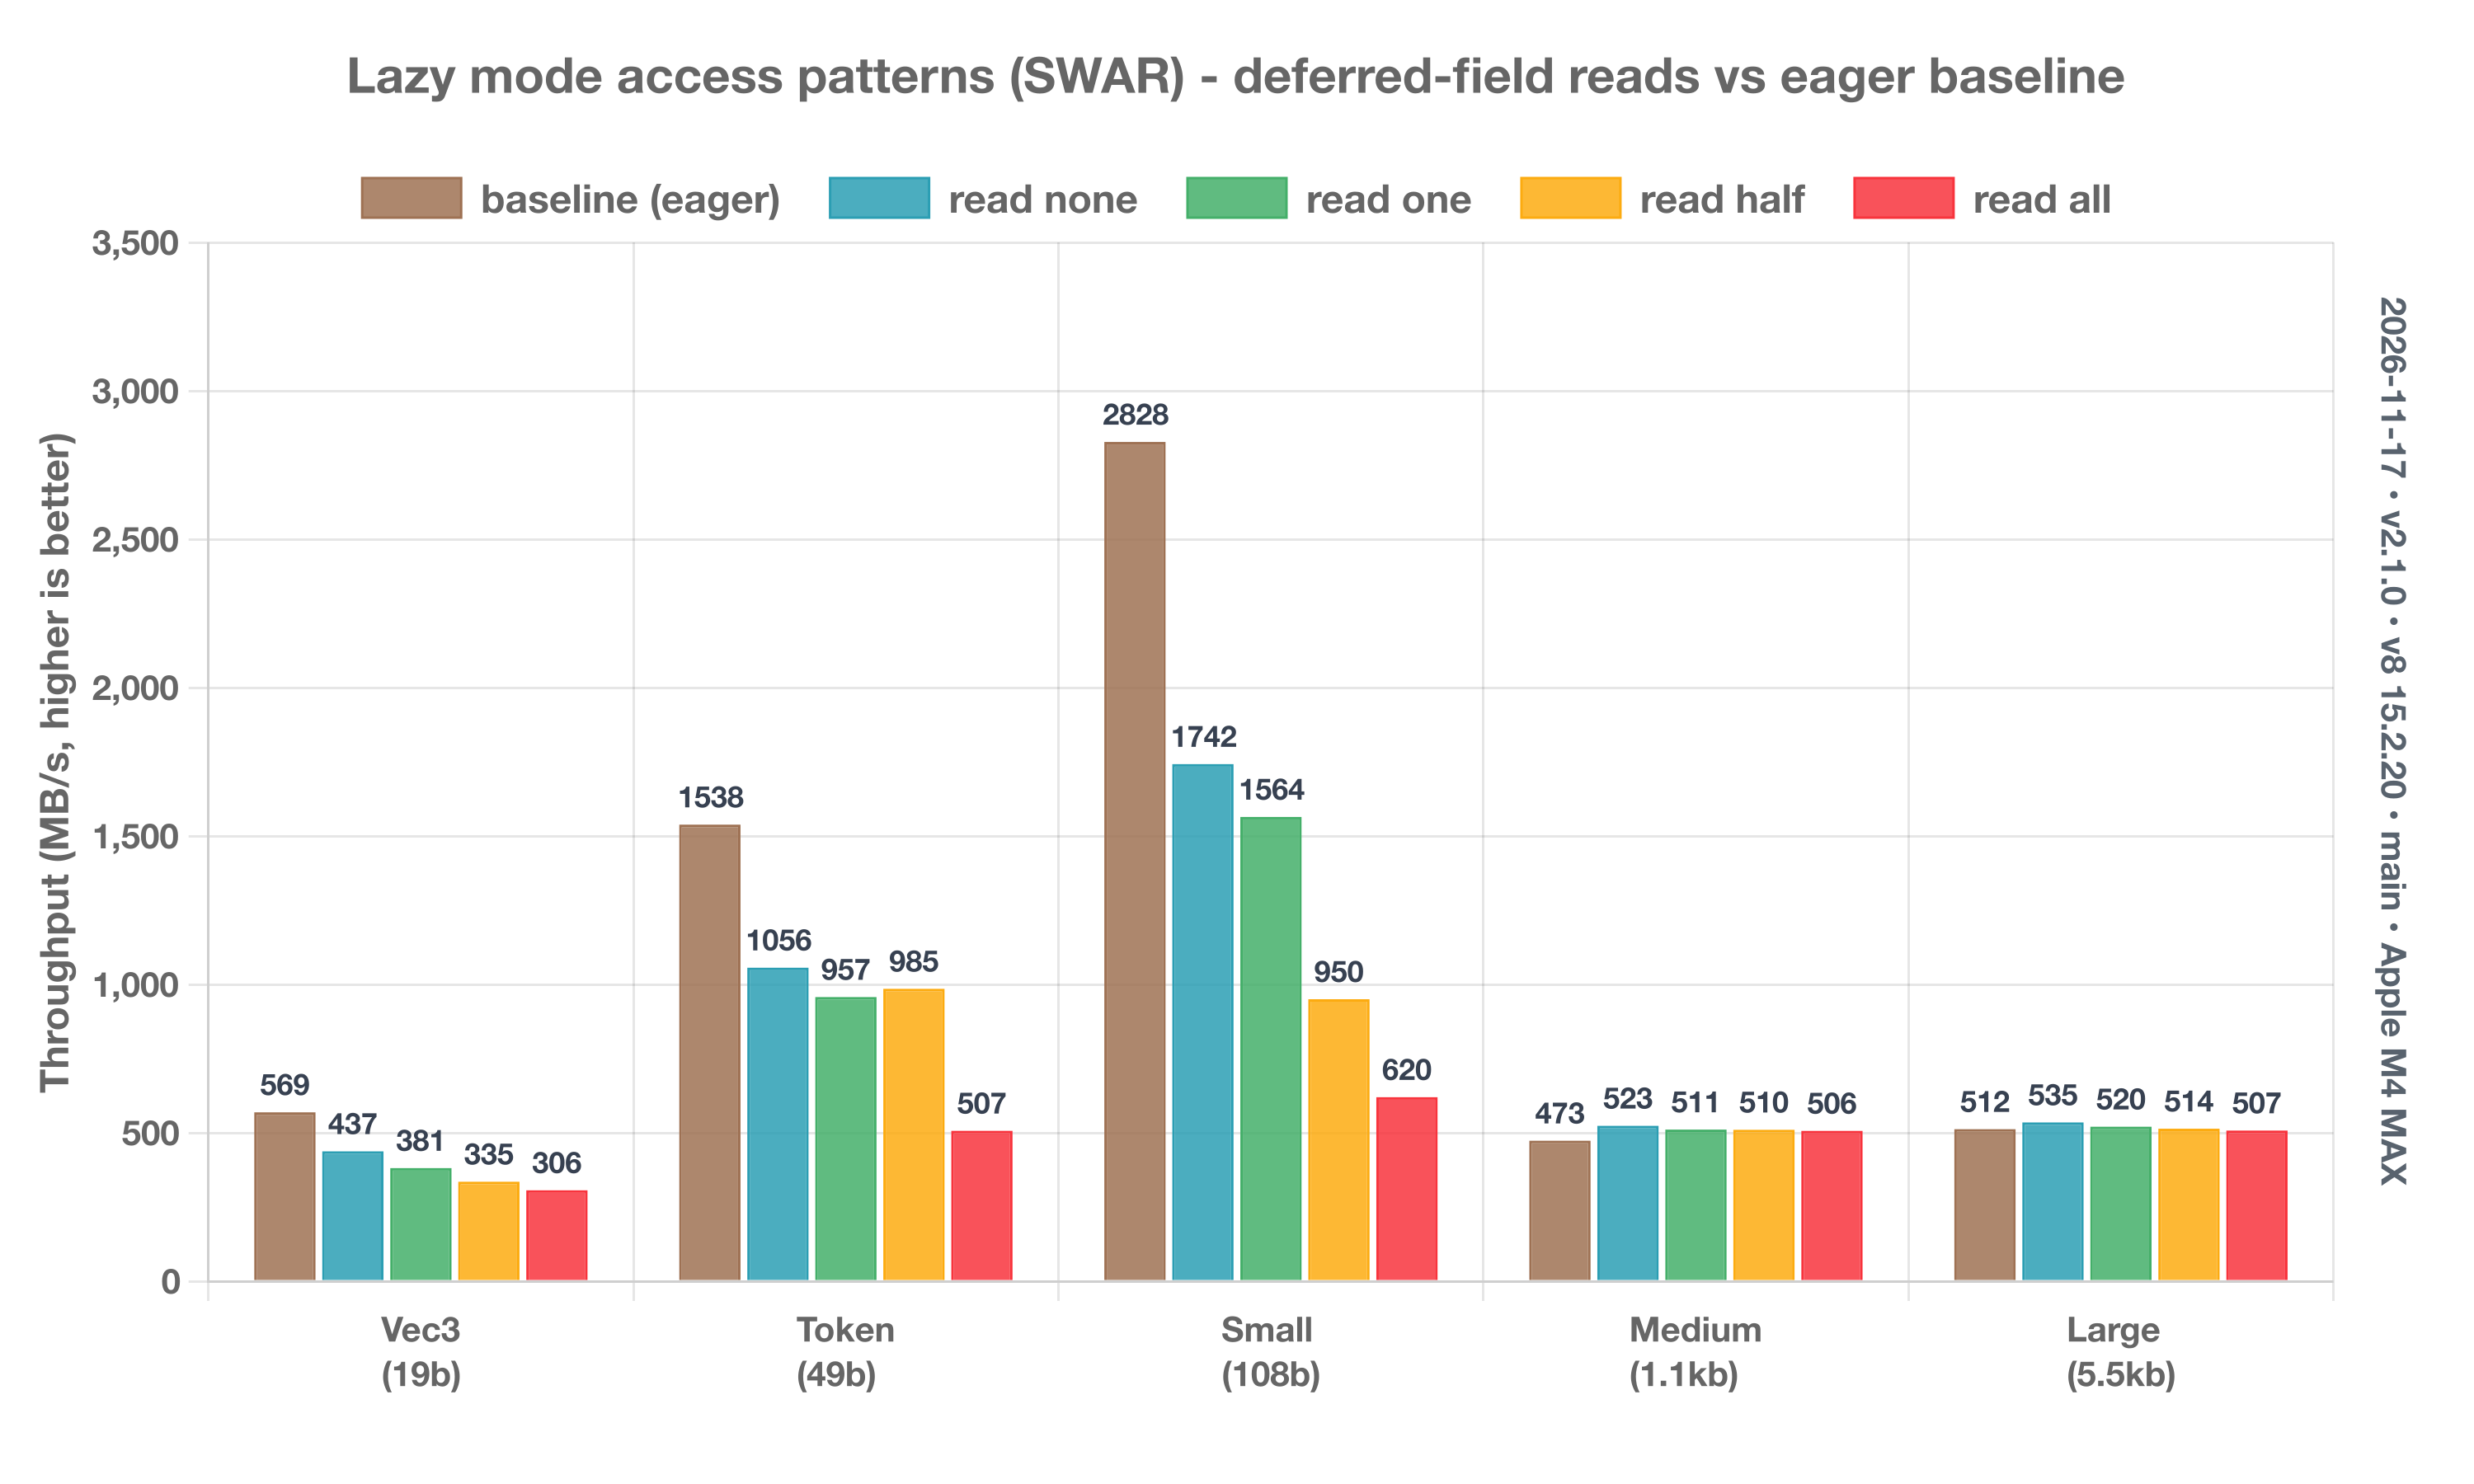 Lazy mode access patterns (SWAR) - deferred-field reads vs eager baseline
baseline (eager)
read none
read one
read half
read all
Throughput (MB/s, higher is better)
3,500
3,000
2,500
2,000
1,500
1,000
500
0
569
437
381
335
306
1538
1056
957
985
507
2828
1742
1564
950
620
473
523
511
510
506
512
535
520
514
507
Vec3
(19b)
Token
(49b)
Small
(108b)
Medium
(1.1kb)
Large
(5.5kb)
2026-11-17 • v2.1.0 • v8 15.2.20 • main • Apple M4 MAX